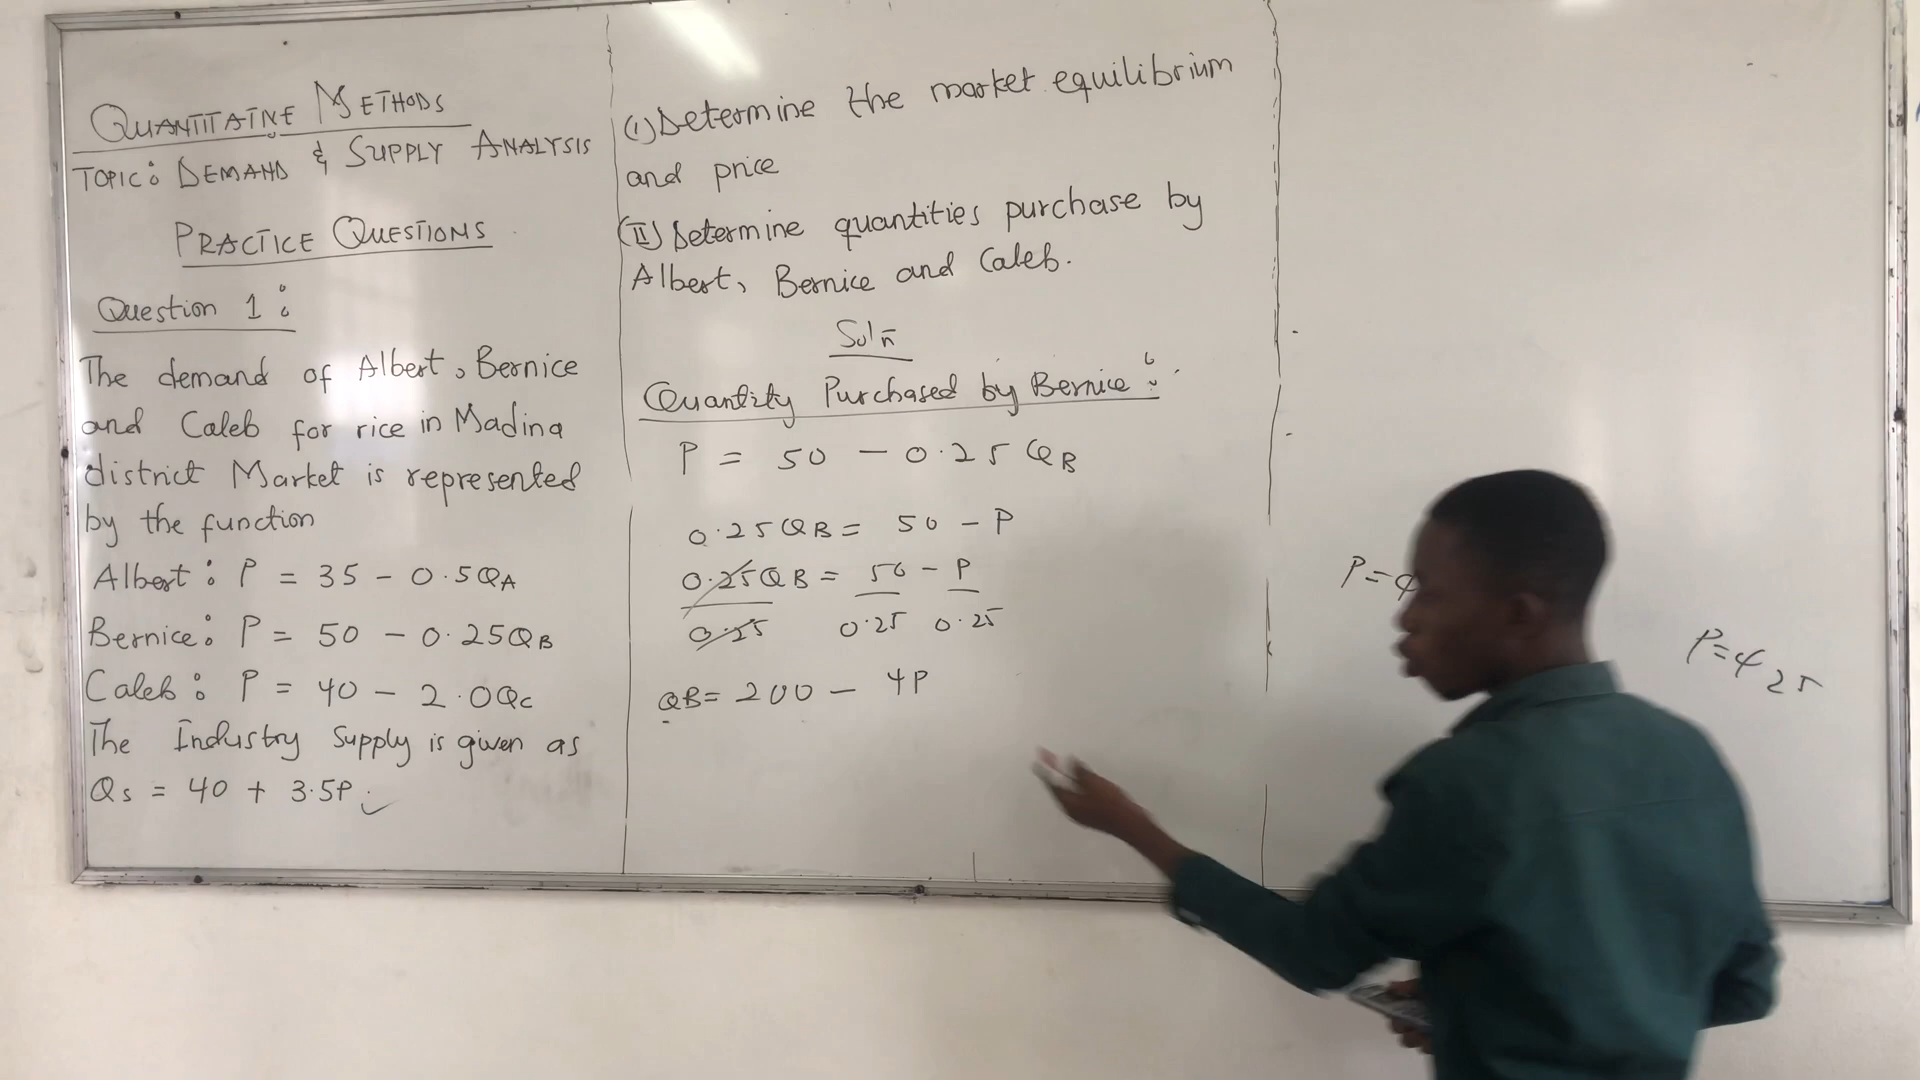 QUANTITATIVE METHODS
TOPIC: DEMAND & SUPPLY ANALYSIS
PRACTICE QUESTIONS
Question 1:
The demand of Albert, Bernice
and Caleb for rice in Madina
district Market is represented
by the function
Albert: P = 35 - 0.5QA
Bernice: P = 50 - 0.25QB
Caleb: P = 40 - 2.0QC
The Industry Supply is given as
Qs = 40 + 3.5P.
(I) Determine the market equilibrium
and price
(II) Determine quantities purchase by
Albert, Bernice and Caleb.
Soln
Quantity Purchased by Bernice:
P = 50 - 0.25 QB
0.25QB = 50 - P
0.25QB = 50 - P
0.25 0.25 0.25
QB = 200 - 4P
P=
P=¢25